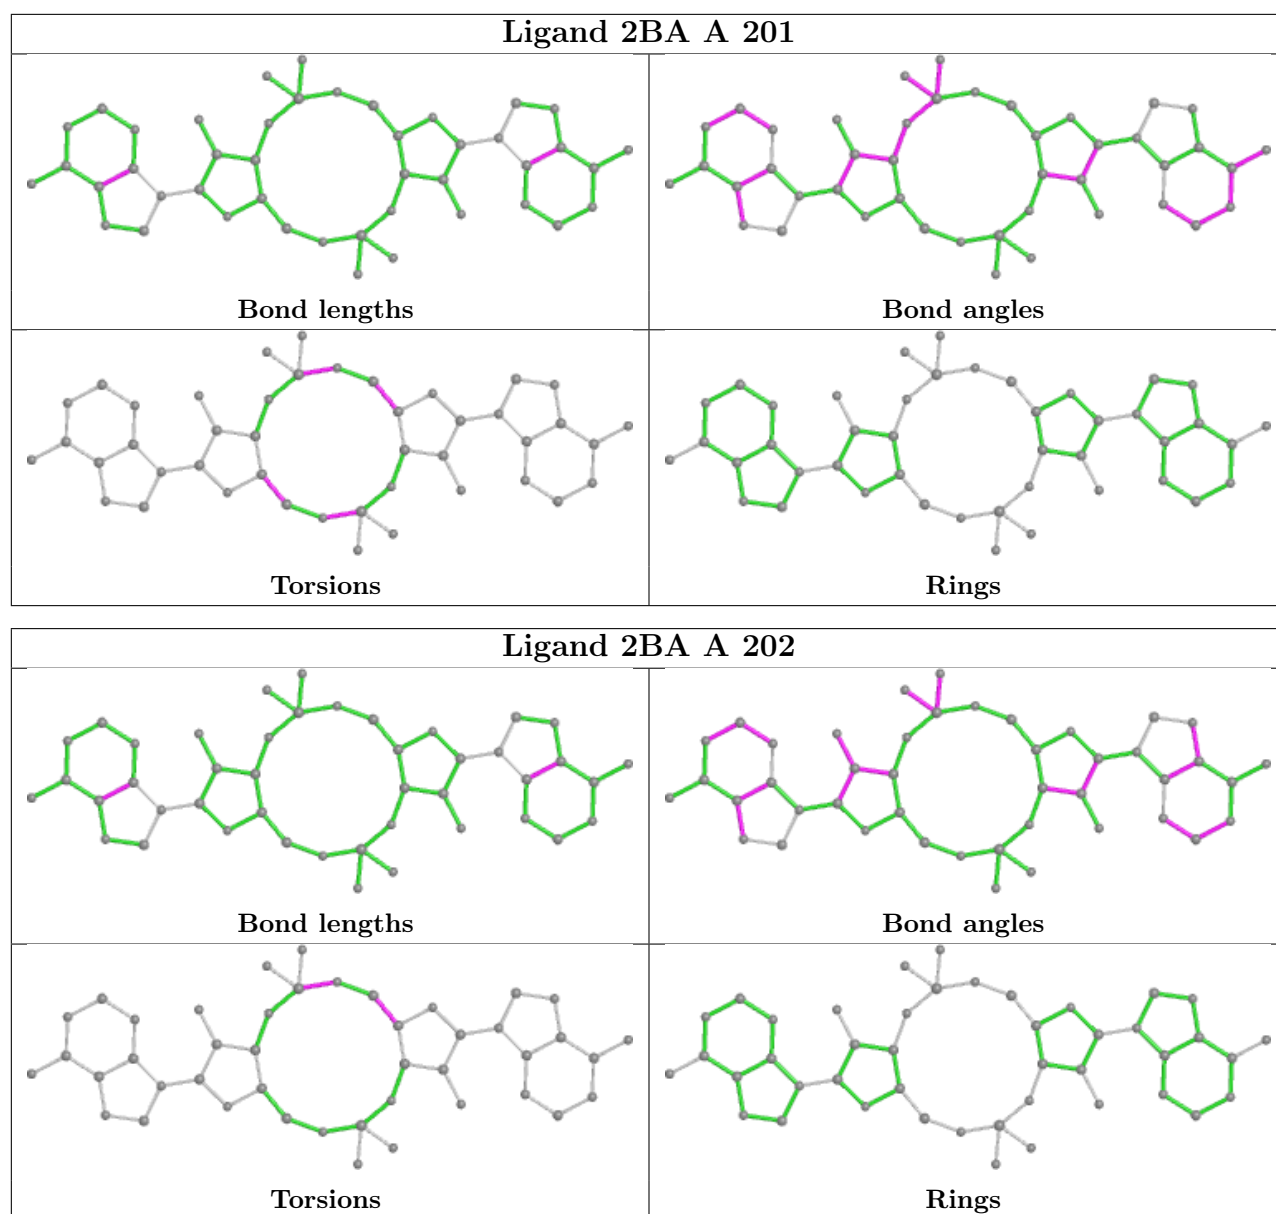 Ligand 2BA A 201
Bond lengths
Bond angles
Torsions
Rings
Ligand 2BA A 202
Bond lengths
Bond angles
Torsions
Rings